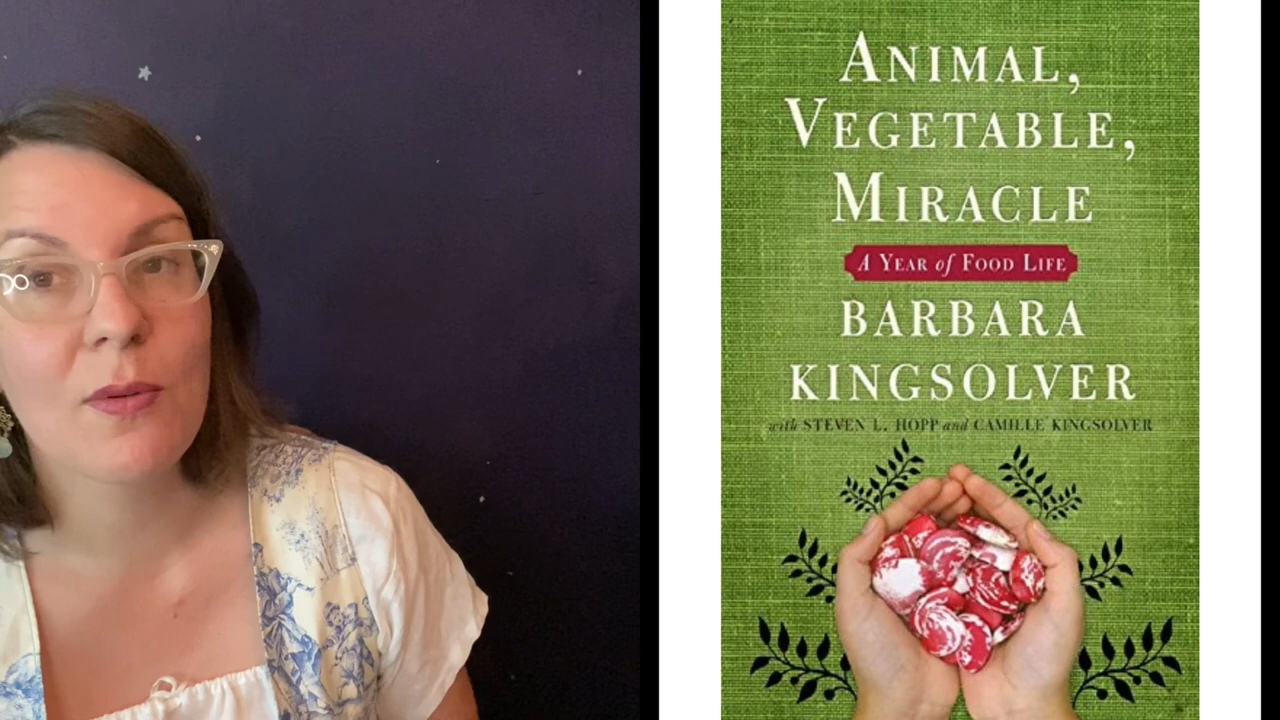 ANIMAL,
VEGETABLE,
MIRACLE
A YEAR of FOOD LIFE
BARBARA
KINGSOLVER
with STEVEN L. HOPP and CAMILLE KINGSOLVER